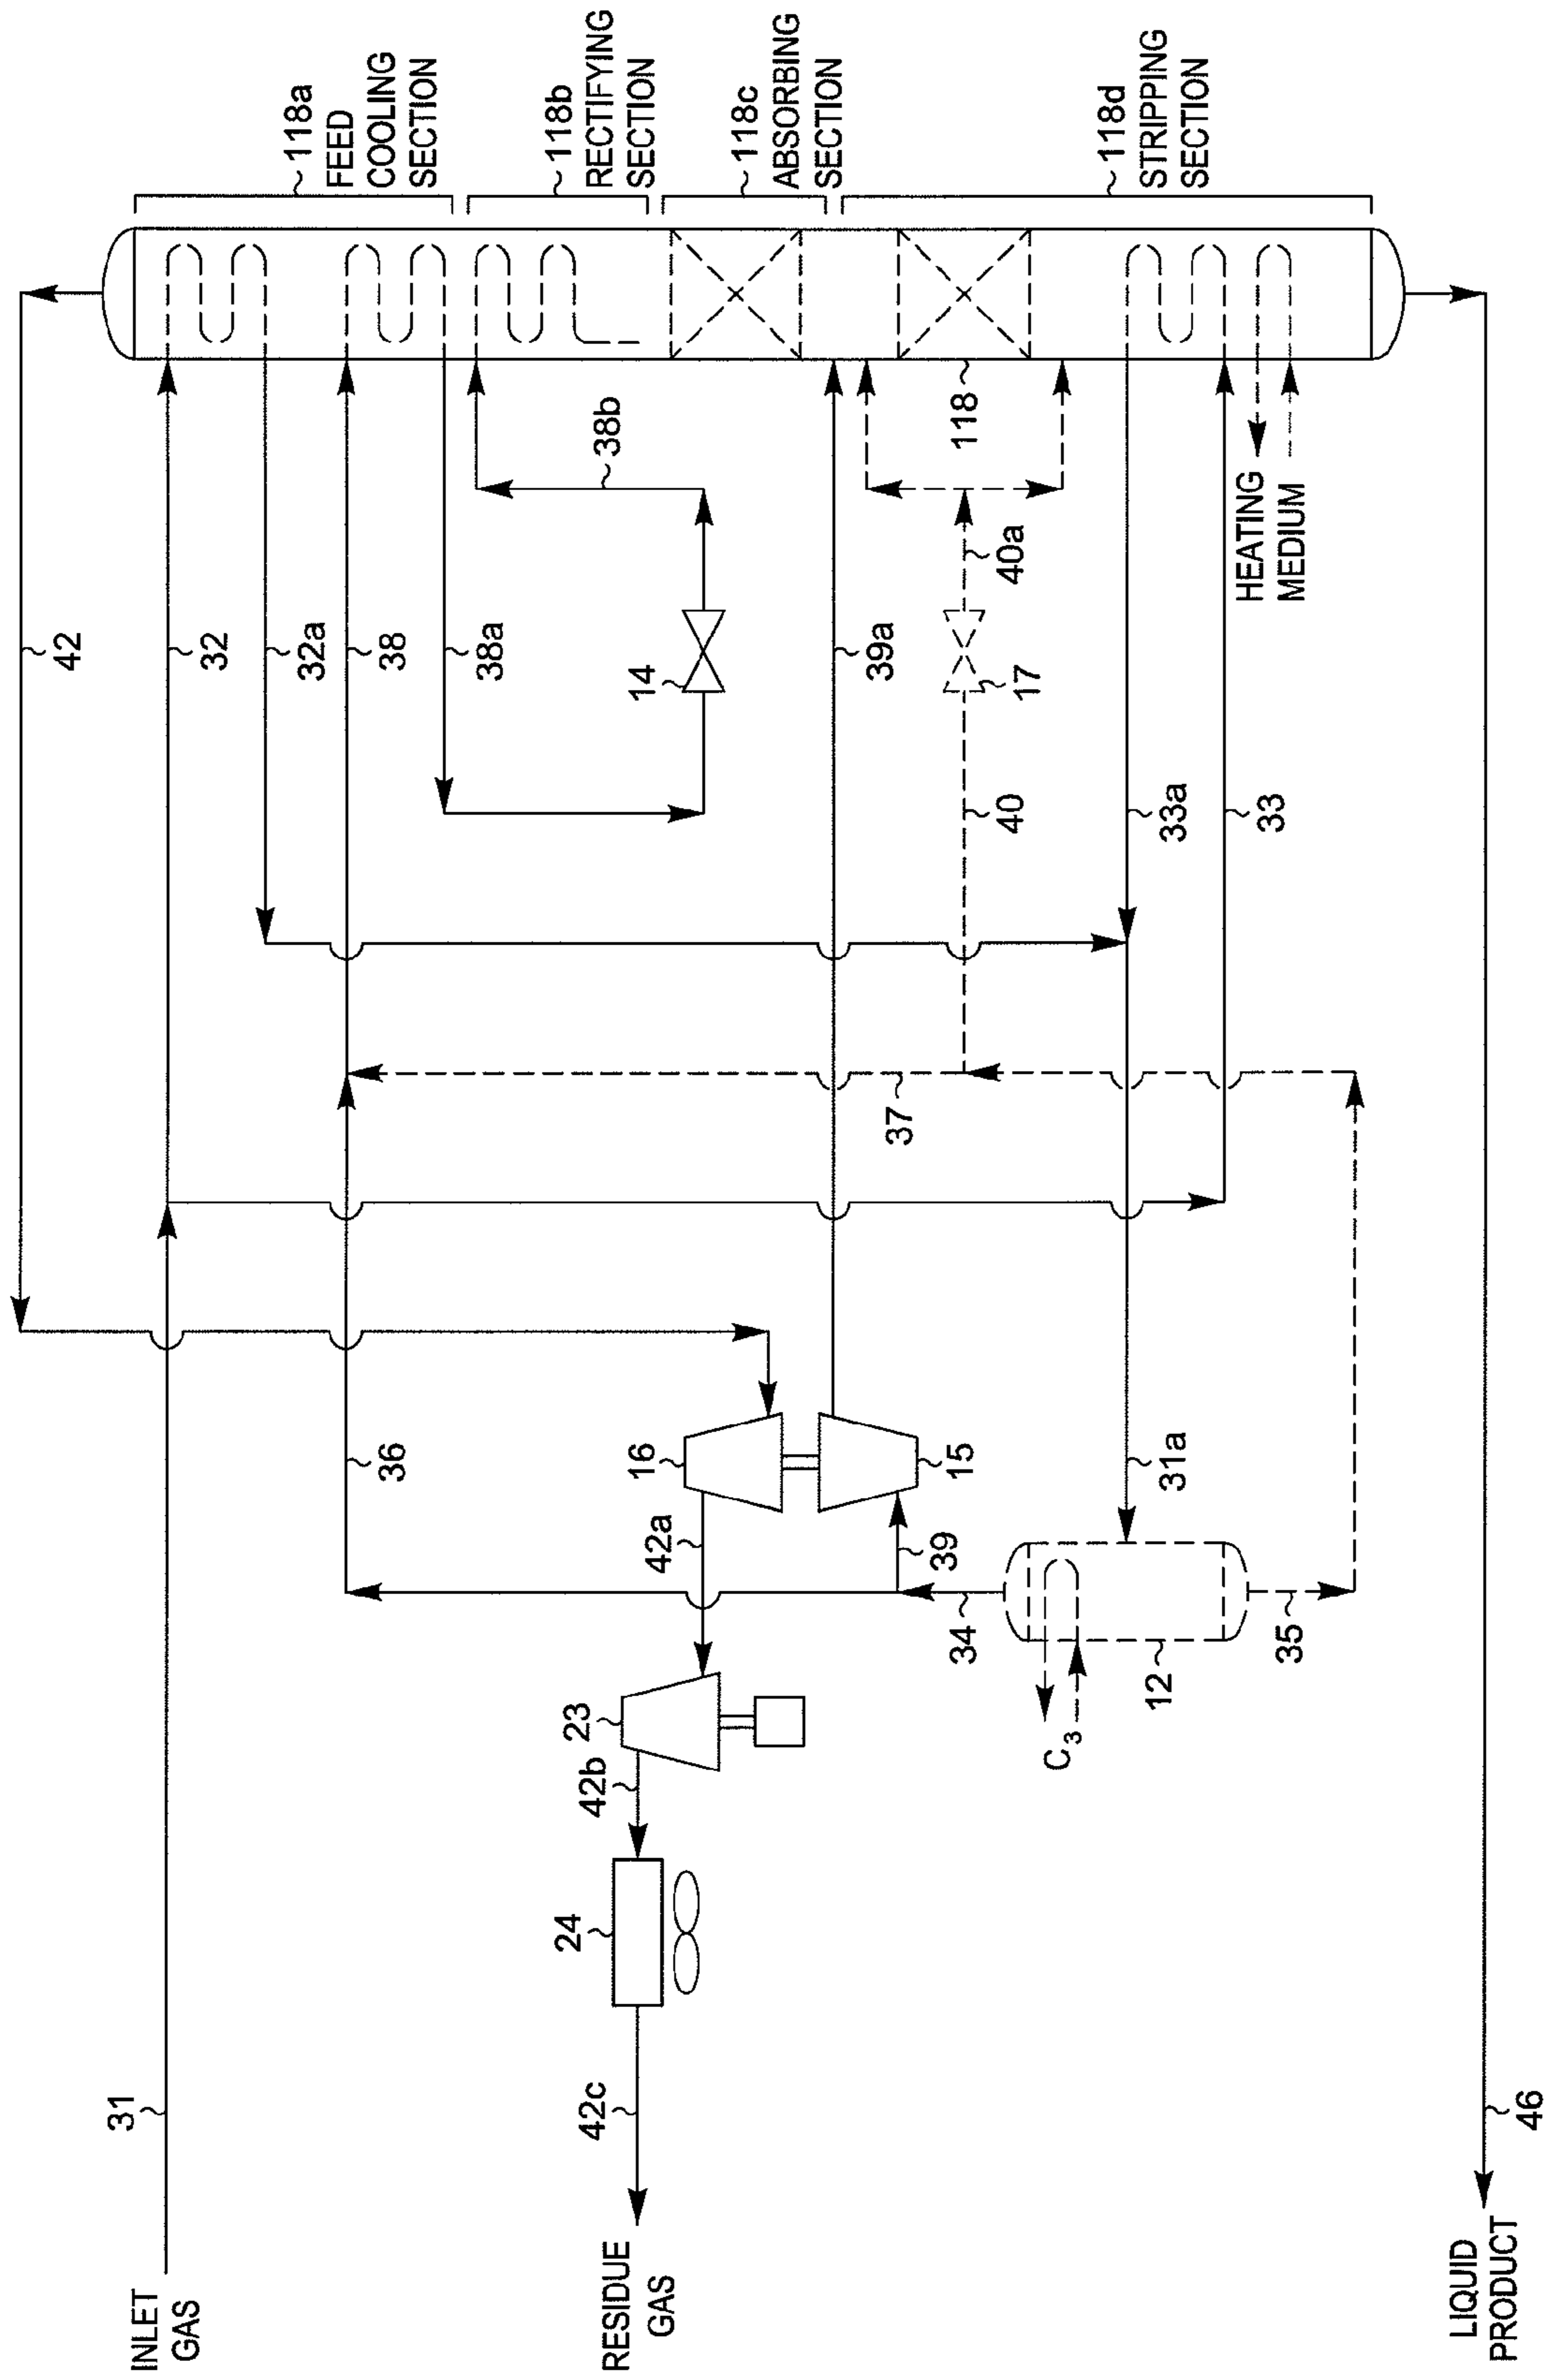 118a
FEED
COOLING
SECTION
118b
RECTIFYING
SECTION
118c
ABSORBING
SECTION
118d
STRIPPING
SECTION
42
32
32a
38
38a
38b
14
118
39a
40a
17
40
HEATING
MEDIUM
33a
33
37
36
16
15
42a
39
34
31a
12
35
C3
23
42b
24
42c
31
46
INLET
GAS
RESIDUE
GAS
LIQUID
PRODUCT